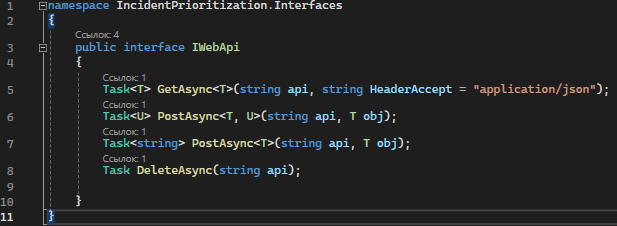 1 namespace IncidentPrioritization.Interfaces
2 {
Ссылок: 4
3 public interface IWebApi
4 {
Ссылок: 1
5 Task<T> GetAsync<T>(string api, string HeaderAccept = "application/json");
Ссылок: 1
6 Task<U> PostAsync<T, U>(string api, T obj);
Ссылок: 1
7 Task<string> PostAsync<T>(string api, T obj);
Ссылок: 1
8 Task DeleteAsync(string api);
9
10 }
11 }